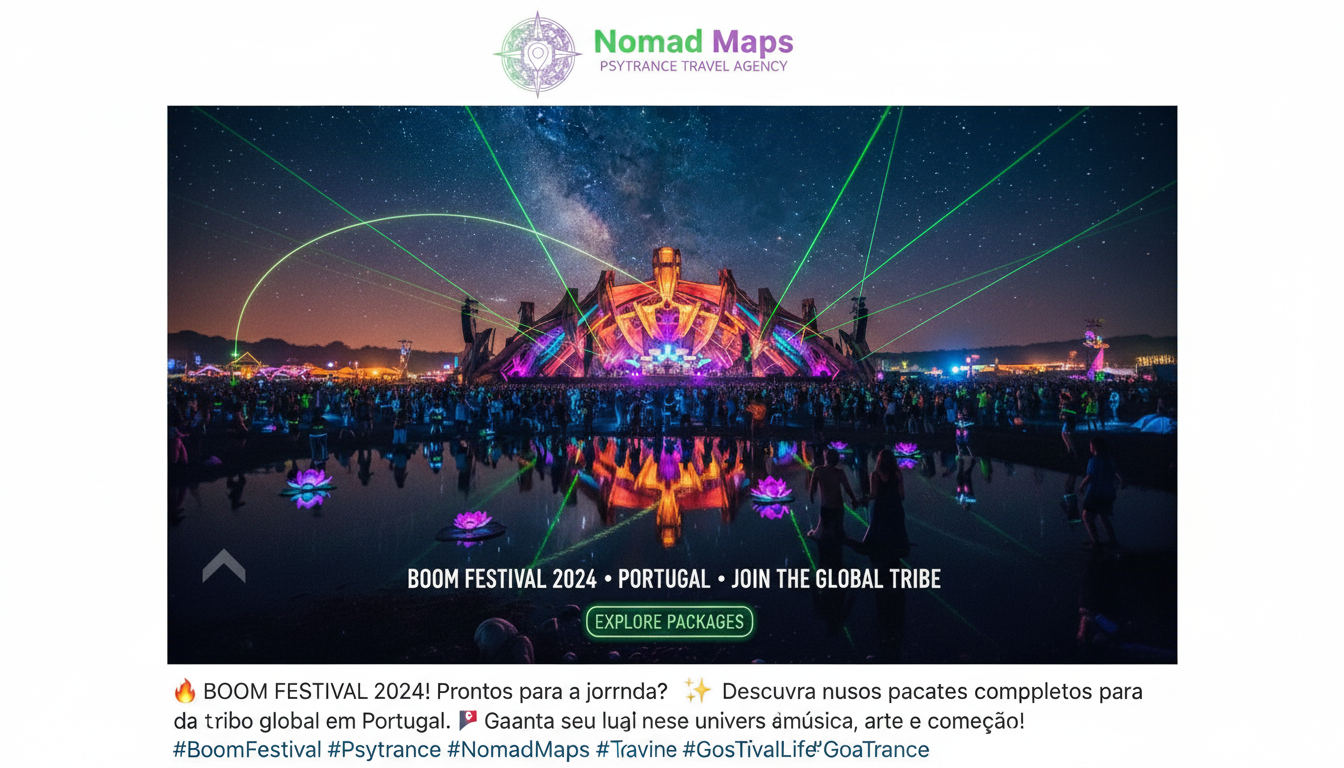 Nomad Maps
PSYTRANCE TRAVEL AGENCY
BOOM FESTIVAL 2024 • PORTUGAL • JOIN THE GLOBAL TRIBE
EXPLORE PACKAGES
🔥 BOOM FESTIVAL 2024! Prontos para a jorrnda? ✨ Descuvra nusos pacates comppletos para
da tribo global em Portugal. Gaanta seu lugl nese univers àmúsica, arte e começão!
#BoomFestival #Psytrance #NomadMaps #Travine #GosTivalLife"GoaTrance